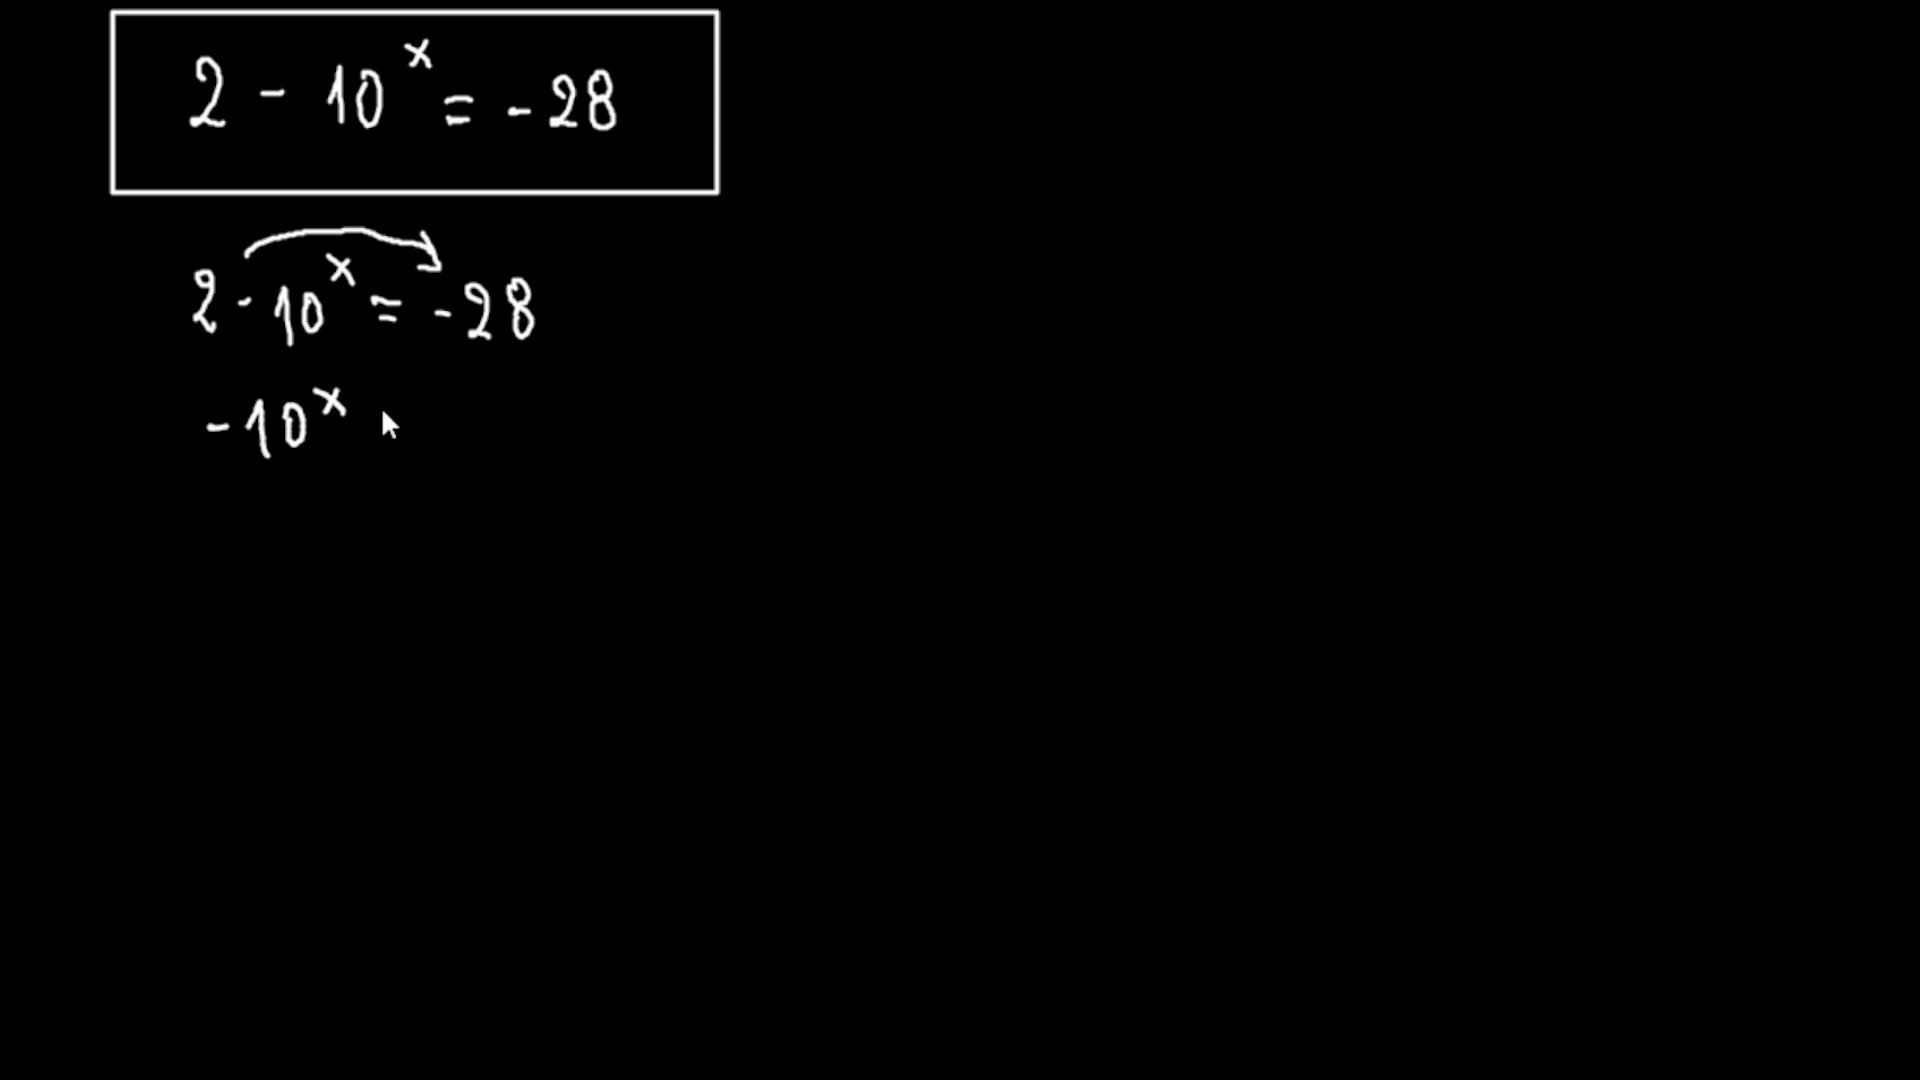 2 - 10^x = -28
2 - 10^x = -28
-10^x